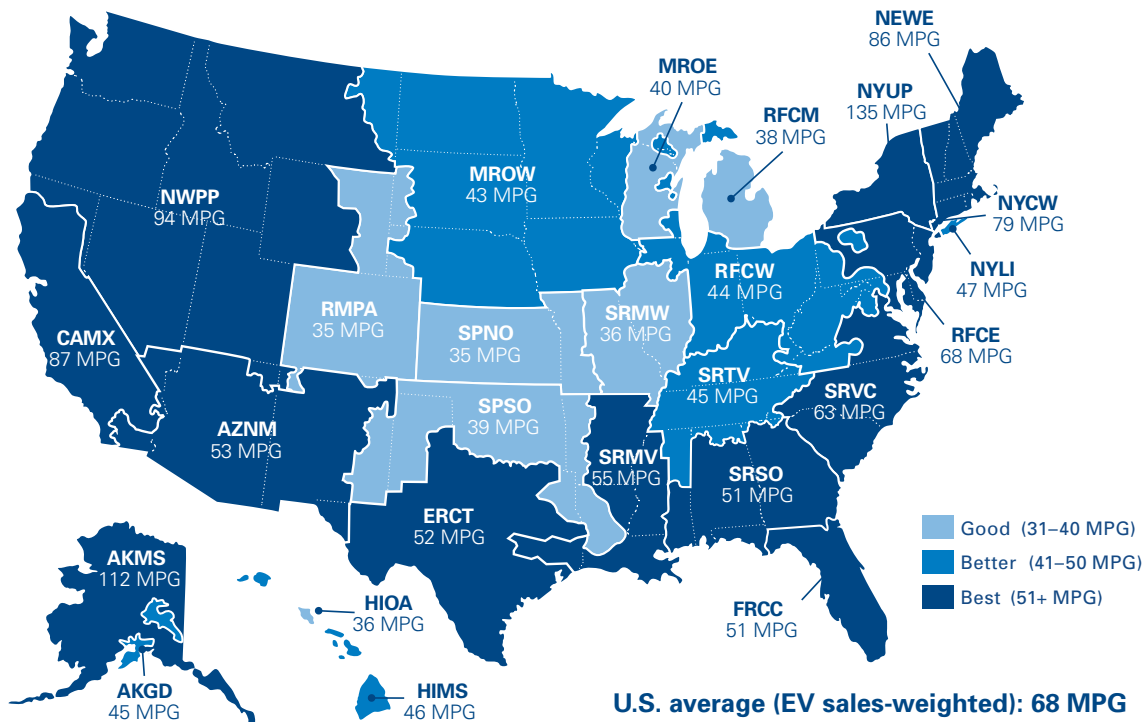 NEWE
86 MPG
MROE
40 MPG
NYUP
135 MPG
RFCM
38 MPG
MROW
43 MPG
NWPP
94 MPG
NYCW
79 MPG
NYLI
47 MPG
RFCW
44 MPG
RMPA
35 MPG
SRMW
36 MPG
SPNO
35 MPG
CAMX
87 MPG
RFCE
68 MPG
SRTV
45 MPG
SRVC
63 MPG
SPSO
39 MPG
AZNM
53 MPG
SRMV
55 MPG
SRSO
51 MPG
ERCT
52 MPG
Good (31–40 MPG)
Better (41–50 MPG)
Best (51+ MPG)
AKMS
112 MPG
HIOA
36 MPG
FRCC
51 MPG
AKGD
45 MPG
HIMS
46 MPG
U.S. average (EV sales-weighted): 68 MPG